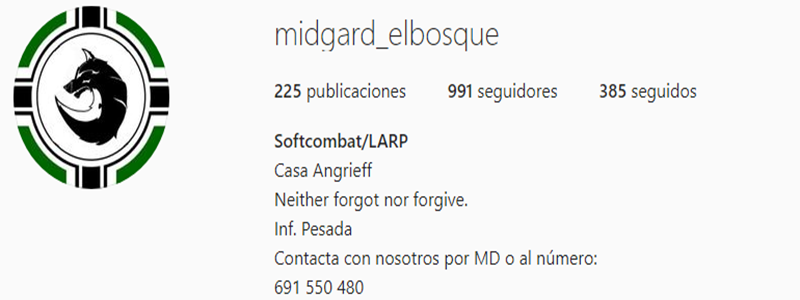 midgard_elbosque
225 publicaciones 991 seguidores 385 seguidos
Softcombat/LARP
Casa Angrieff
Neither forgot nor forgive.
Inf. Pesada
Contacta con nosotros por MD o al número:
691 550 480